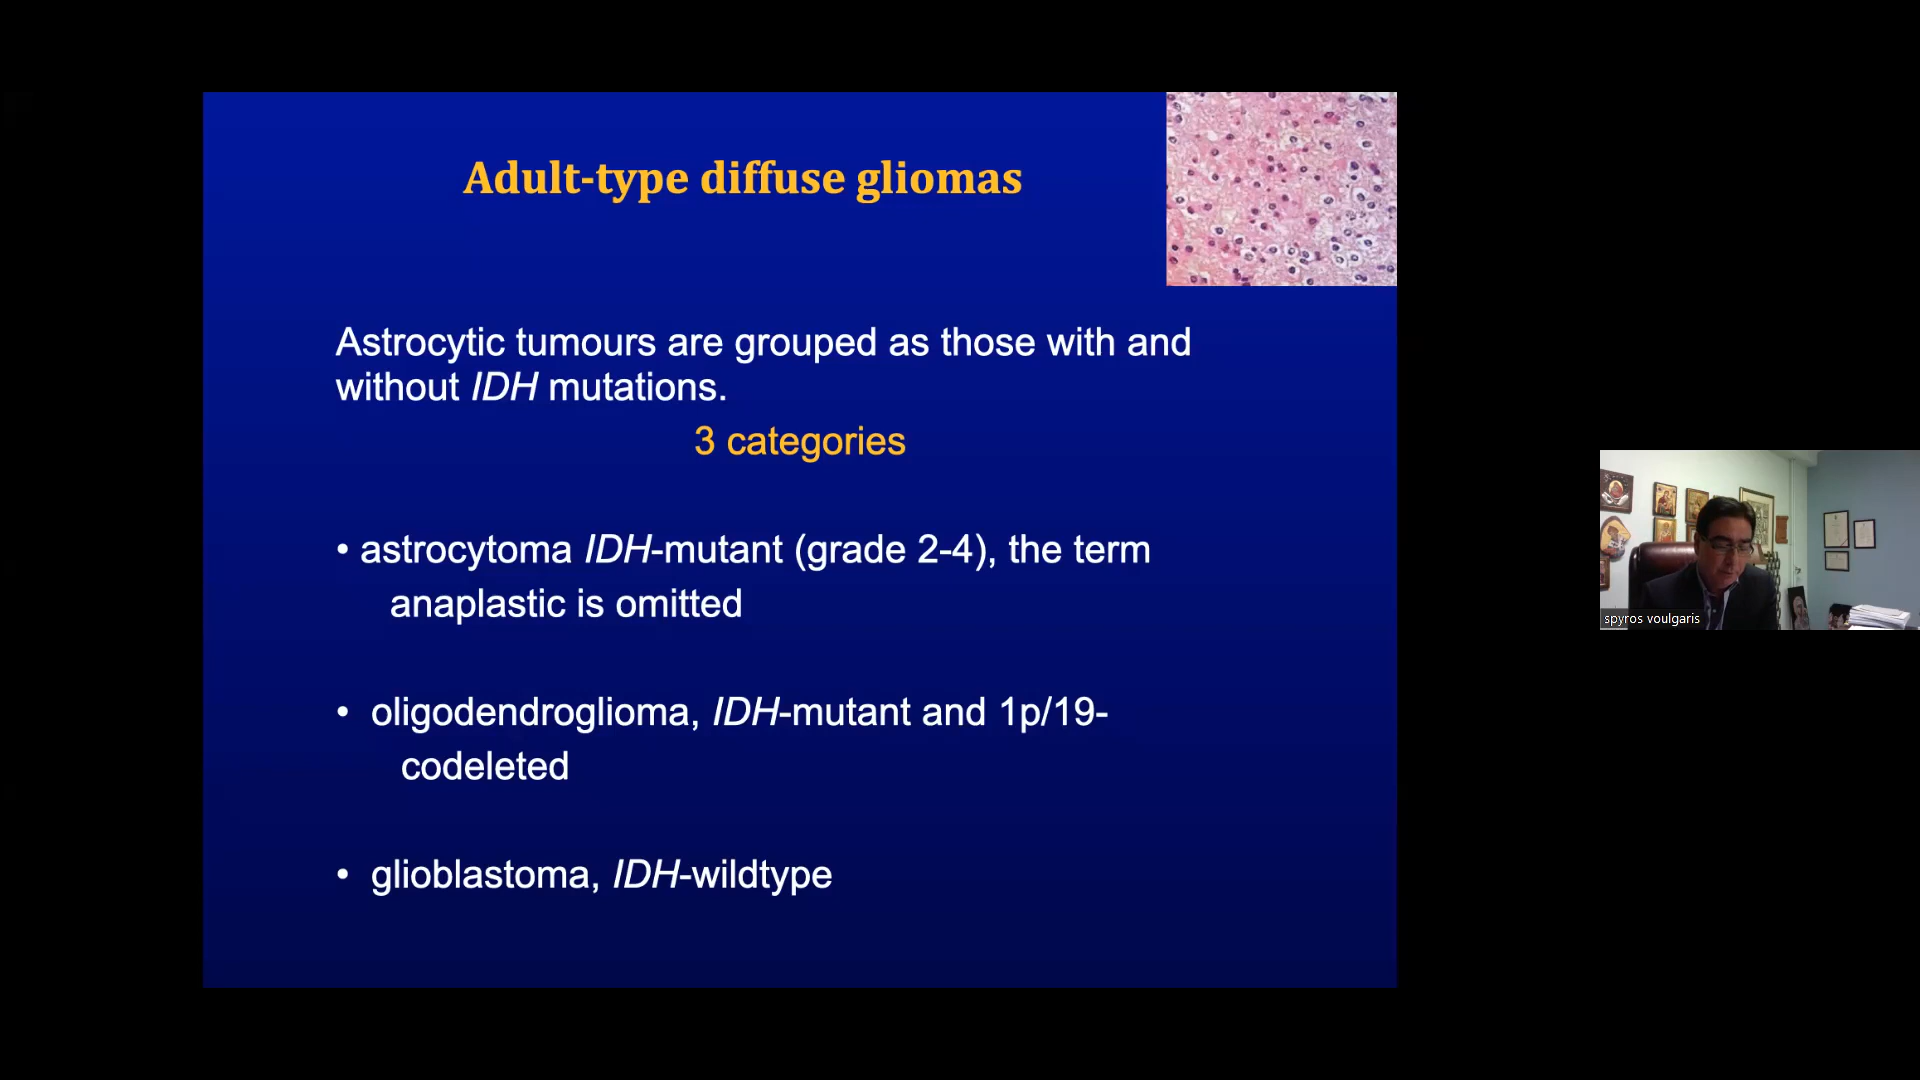 Adult-type diffuse gliomas
Astrocytic tumours are grouped as those with and
without IDH mutations.
3 categories
• astrocytoma IDH-mutant (grade 2-4), the term
anaplastic is omitted
• oligodendroglioma, IDH-mutant and 1p/19-
codeleted
• glioblastoma, IDH-wildtype
spyros voulgaris